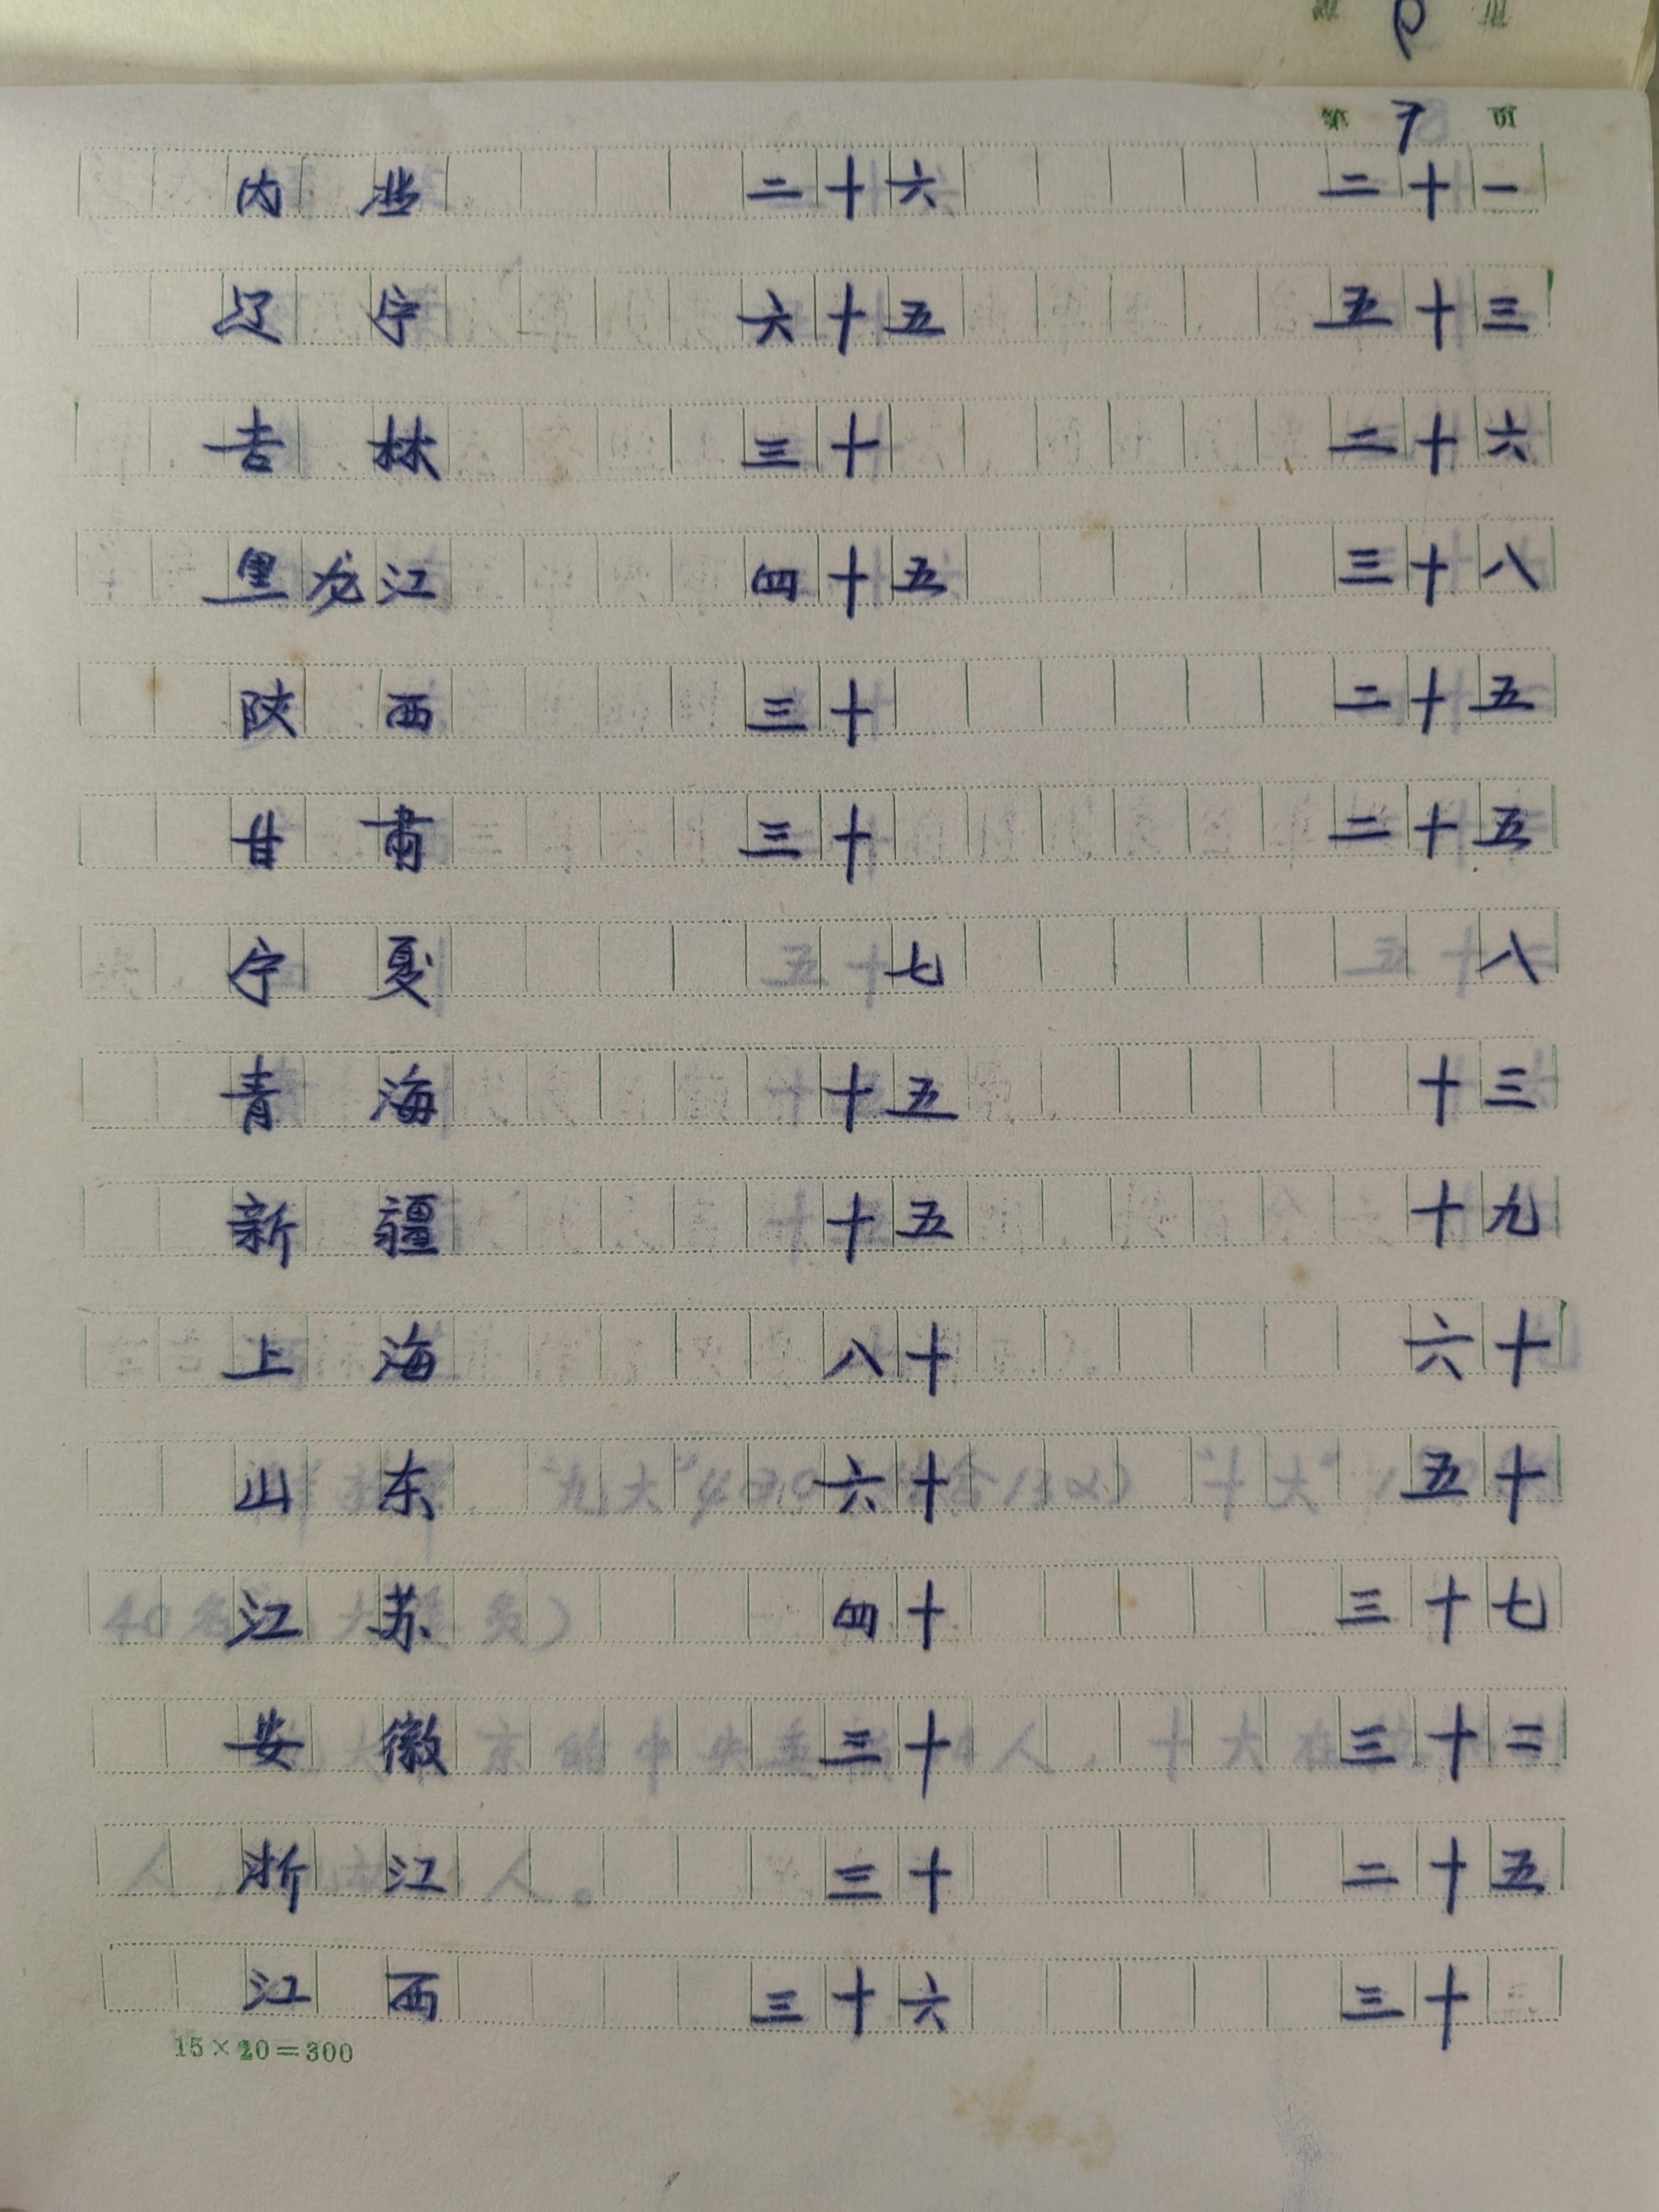 第 7 页
内 二十六 二十一
辽宁 六十五 五十三
吉林 三十 二十六
黑龙江 四十五 三十八
陕西 三十 二十五
甘肃 三十 二十五
宁夏 七 八
青海 十五 十三
新疆 十五 十九
上海 八十 六十
山东 六十 五十
江苏 四十 三十七
安徽 三十 三十二
浙江 三十 二十五
江西 三十六 三十
15×20=300